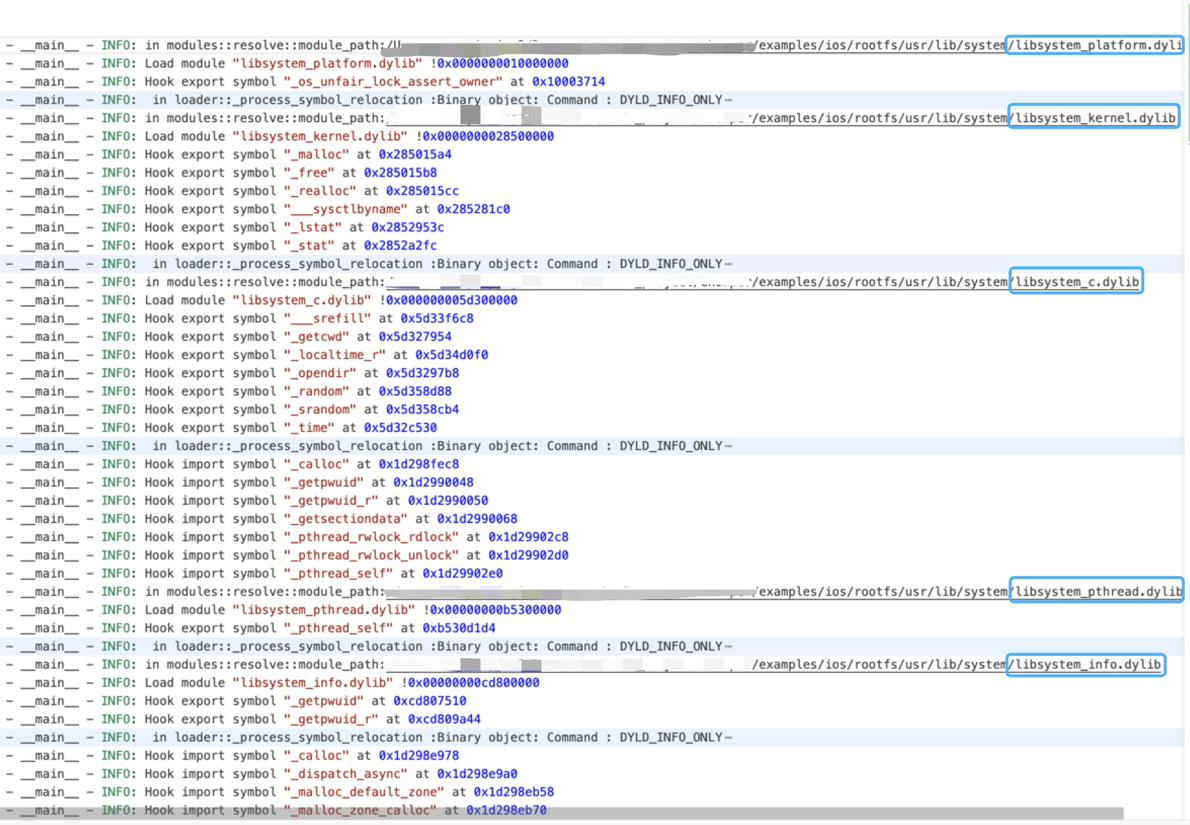 – __main__ – INFO: in modules::resolve::module_path:/U /examples/ios/rootfs/usr/lib/system/libsystem_platform.dyli
– __main__ – INFO: Load module "libsystem_platform.dylib" !0x0000000010000000
– __main__ – INFO: Hook export symbol "_os_unfair_lock_assert_owner" at 0x10003714
– __main__ – INFO:  in loader::_process_symbol_relocation :Binary object: Command : DYLD_INFO_ONLY⋯
– __main__ – INFO: in modules::resolve::module_path: /examples/ios/rootfs/usr/lib/system/libsystem_kernel.dylib
– __main__ – INFO: Load module "libsystem_kernel.dylib" !0x0000000028500000
– __main__ – INFO: Hook export symbol "_malloc" at 0x285015a4
– __main__ – INFO: Hook export symbol "_free" at 0x285015b8
– __main__ – INFO: Hook export symbol "_realloc" at 0x285015cc
– __main__ – INFO: Hook export symbol "___sysctlbyname" at 0x285281c0
– __main__ – INFO: Hook export symbol "_lstat" at 0x2852953c
– __main__ – INFO: Hook export symbol "_stat" at 0x2852a2fc
– __main__ – INFO:  in loader::_process_symbol_relocation :Binary object: Command : DYLD_INFO_ONLY⋯
– __main__ – INFO: in modules::resolve::module_path: /examples/ios/rootfs/usr/lib/system/libsystem_c.dylib
– __main__ – INFO: Load module "libsystem_c.dylib" !0x000000005d300000
– __main__ – INFO: Hook export symbol "___srefill" at 0x5d33f6c8
– __main__ – INFO: Hook export symbol "_getcwd" at 0x5d327954
– __main__ – INFO: Hook export symbol "_localtime_r" at 0x5d34d0f0
– __main__ – INFO: Hook export symbol "_opendir" at 0x5d3297b8
– __main__ – INFO: Hook export symbol "_random" at 0x5d358d88
– __main__ – INFO: Hook export symbol "_srandom" at 0x5d358cb4
– __main__ – INFO: Hook export symbol "_time" at 0x5d32c530
– __main__ – INFO:  in loader::_process_symbol_relocation :Binary object: Command : DYLD_INFO_ONLY⋯
– __main__ – INFO: Hook import symbol "_calloc" at 0x1d298fec8
– __main__ – INFO: Hook import symbol "_getpwuid" at 0x1d2990048
– __main__ – INFO: Hook import symbol "_getpwuid_r" at 0x1d2990050
– __main__ – INFO: Hook import symbol "_getsectiondata" at 0x1d2990068
– __main__ – INFO: Hook import symbol "_pthread_rwlock_rdlock" at 0x1d29902c8
– __main__ – INFO: Hook import symbol "_pthread_rwlock_unlock" at 0x1d29902d0
– __main__ – INFO: Hook import symbol "_pthread_self" at 0x1d29902e0
– __main__ – INFO: in modules::resolve::module_path: /examples/ios/rootfs/usr/lib/system/libsystem_pthread.dylib
– __main__ – INFO: Load module "libsystem_pthread.dylib" !0x00000000b5300000
– __main__ – INFO: Hook export symbol "_pthread_self" at 0xb530d1d4
– __main__ – INFO:  in loader::_process_symbol_relocation :Binary object: Command : DYLD_INFO_ONLY⋯
– __main__ – INFO: in modules::resolve::module_path: /examples/ios/rootfs/usr/lib/system/libsystem_info.dylib
– __main__ – INFO: Load module "libsystem_info.dylib" !0x00000000cd800000
– __main__ – INFO: Hook export symbol "_getpwuid" at 0xcd807510
– __main__ – INFO: Hook export symbol "_getpwuid_r" at 0xcd809a44
– __main__ – INFO:  in loader::_process_symbol_relocation :Binary object: Command : DYLD_INFO_ONLY⋯
– __main__ – INFO: Hook import symbol "_calloc" at 0x1d298e978
– __main__ – INFO: Hook import symbol "_dispatch_async" at 0x1d298e9a0
– __main__ – INFO: Hook import symbol "_malloc_default_zone" at 0x1d298eb58
– __main__ – INFO: Hook import symbol "_malloc_zone_calloc" at 0x1d298eb70